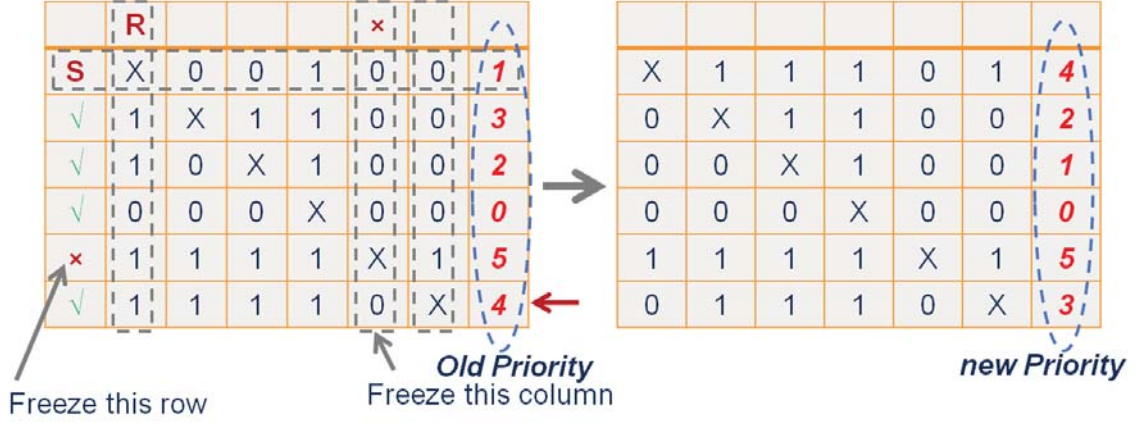 R ×
S X 0 0 1 0 0 1 X 1 1 1 0 1 4
√ 1 X 1 1 0 0 3 0 X 1 1 0 0 2
√ 1 0 X 1 0 0 2 0 0 X 1 0 0 1
√ 0 0 0 X 0 0 0 0 0 0 X 0 0 0
× 1 1 1 1 X 1 5 1 1 1 1 X 1 5
√ 1 1 1 1 0 X 4 0 1 1 1 0 X 3
Old Priority new Priority
Freeze this row Freeze this column